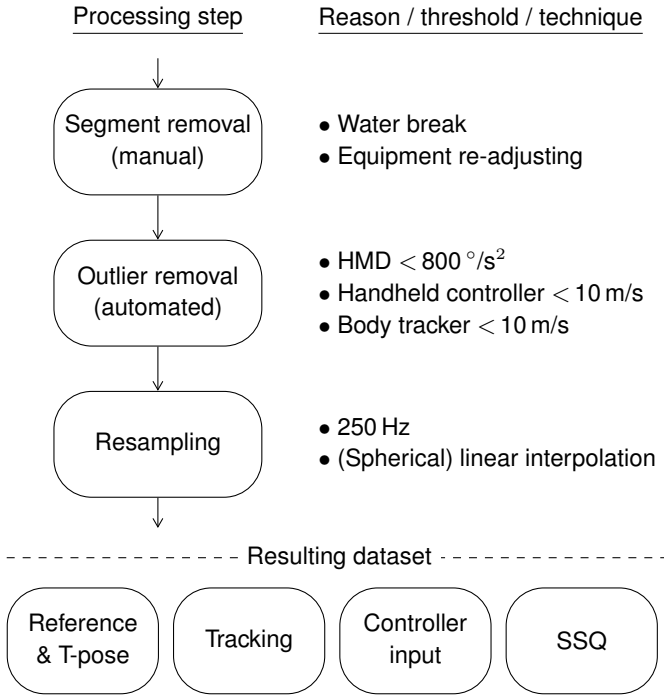 Processing step
Reason / threshold / technique
Segment removal
(manual)
• Water break
• Equipment re-adjusting
Outlier removal
(automated)
• HMD < 800 °/s²
• Handheld controller < 10 m/s
• Body tracker < 10 m/s
Resampling
• 250 Hz
• (Spherical) linear interpolation
Resulting dataset
Reference
& T-pose
Tracking
Controller
input
SSQ